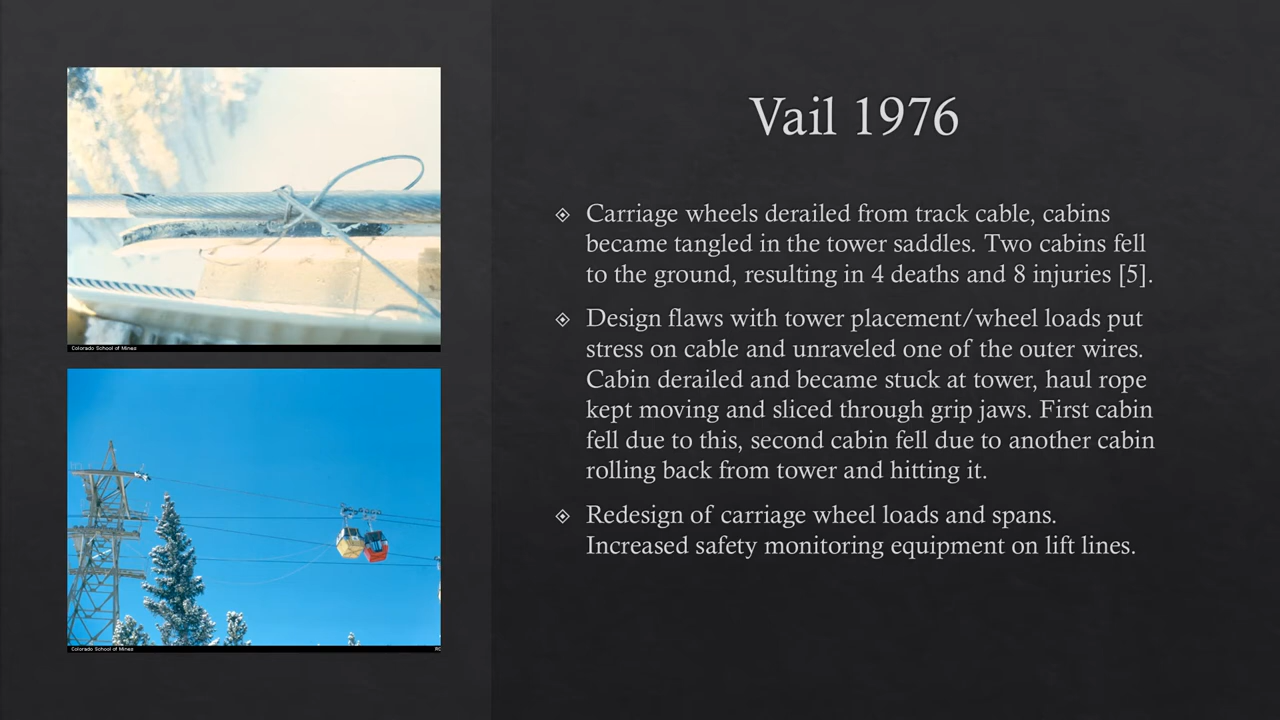 Vail 1976
Carriage wheels derailed from track cable, cabins
became tangled in the tower saddles. Two cabins fell
to the ground, resulting in 4 deaths and 8 injuries [5].
Design flaws with tower placement/wheel loads put
stress on cable and unraveled one of the outer wires.
Cabin derailed and became stuck at tower, haul rope
kept moving and sliced through grip jaws. First cabin
fell due to this, second cabin fell due to another cabin
rolling back from tower and hitting it.
Redesign of carriage wheel loads and spans.
Increased safety monitoring equipment on lift lines.
Colorado School of Mines
Colorado School of Mines